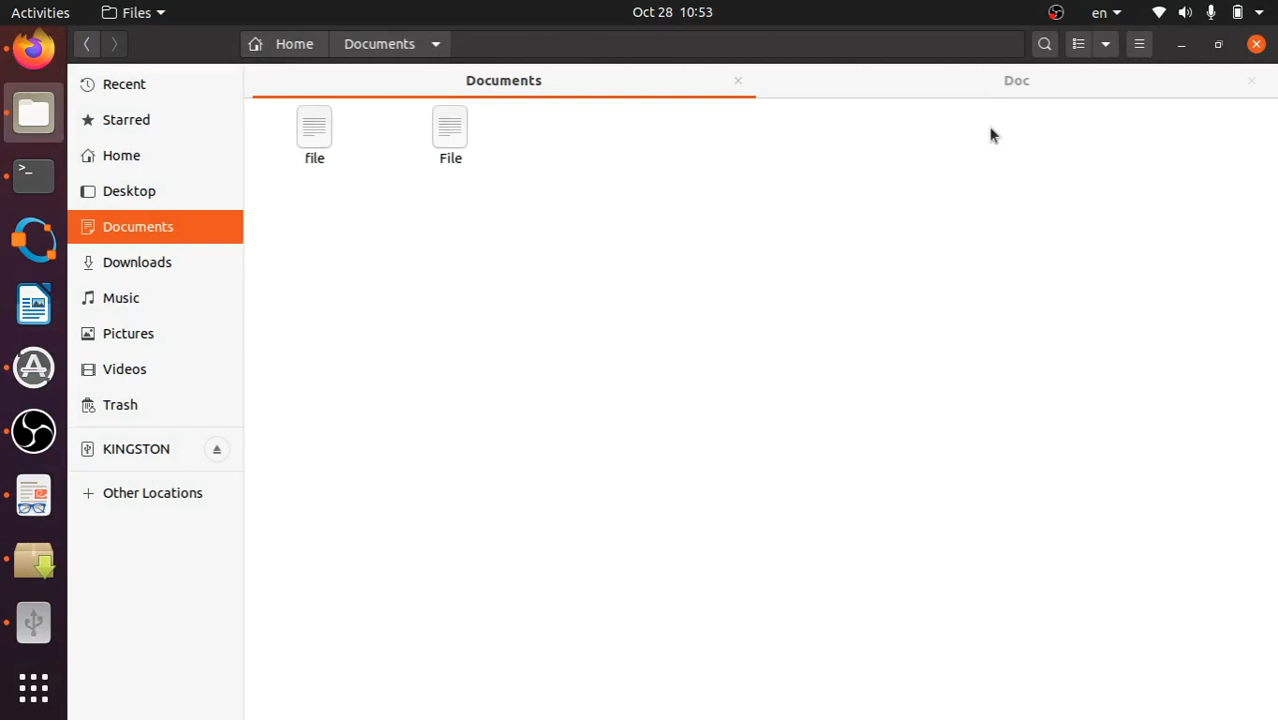 Activities
Files
Oct 28 10:53
en
Home
Documents
Recent
Starred
Home
Desktop
Documents
Downloads
Music
Pictures
Videos
Trash
KINGSTON
Other Locations
Documents
Doc
file
File